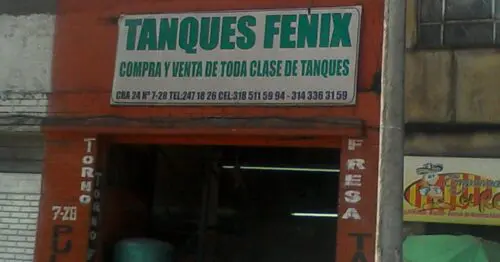 TANQUES FENIX
COMPRA Y VENTA DE TODA CLASE DE TANQUES
CRA 24 Nº 7-28 TEL:247 18 26 CEL:318 511 59 94 - 314 336 31 59
TORNO
TORNO
FRESA
7-28